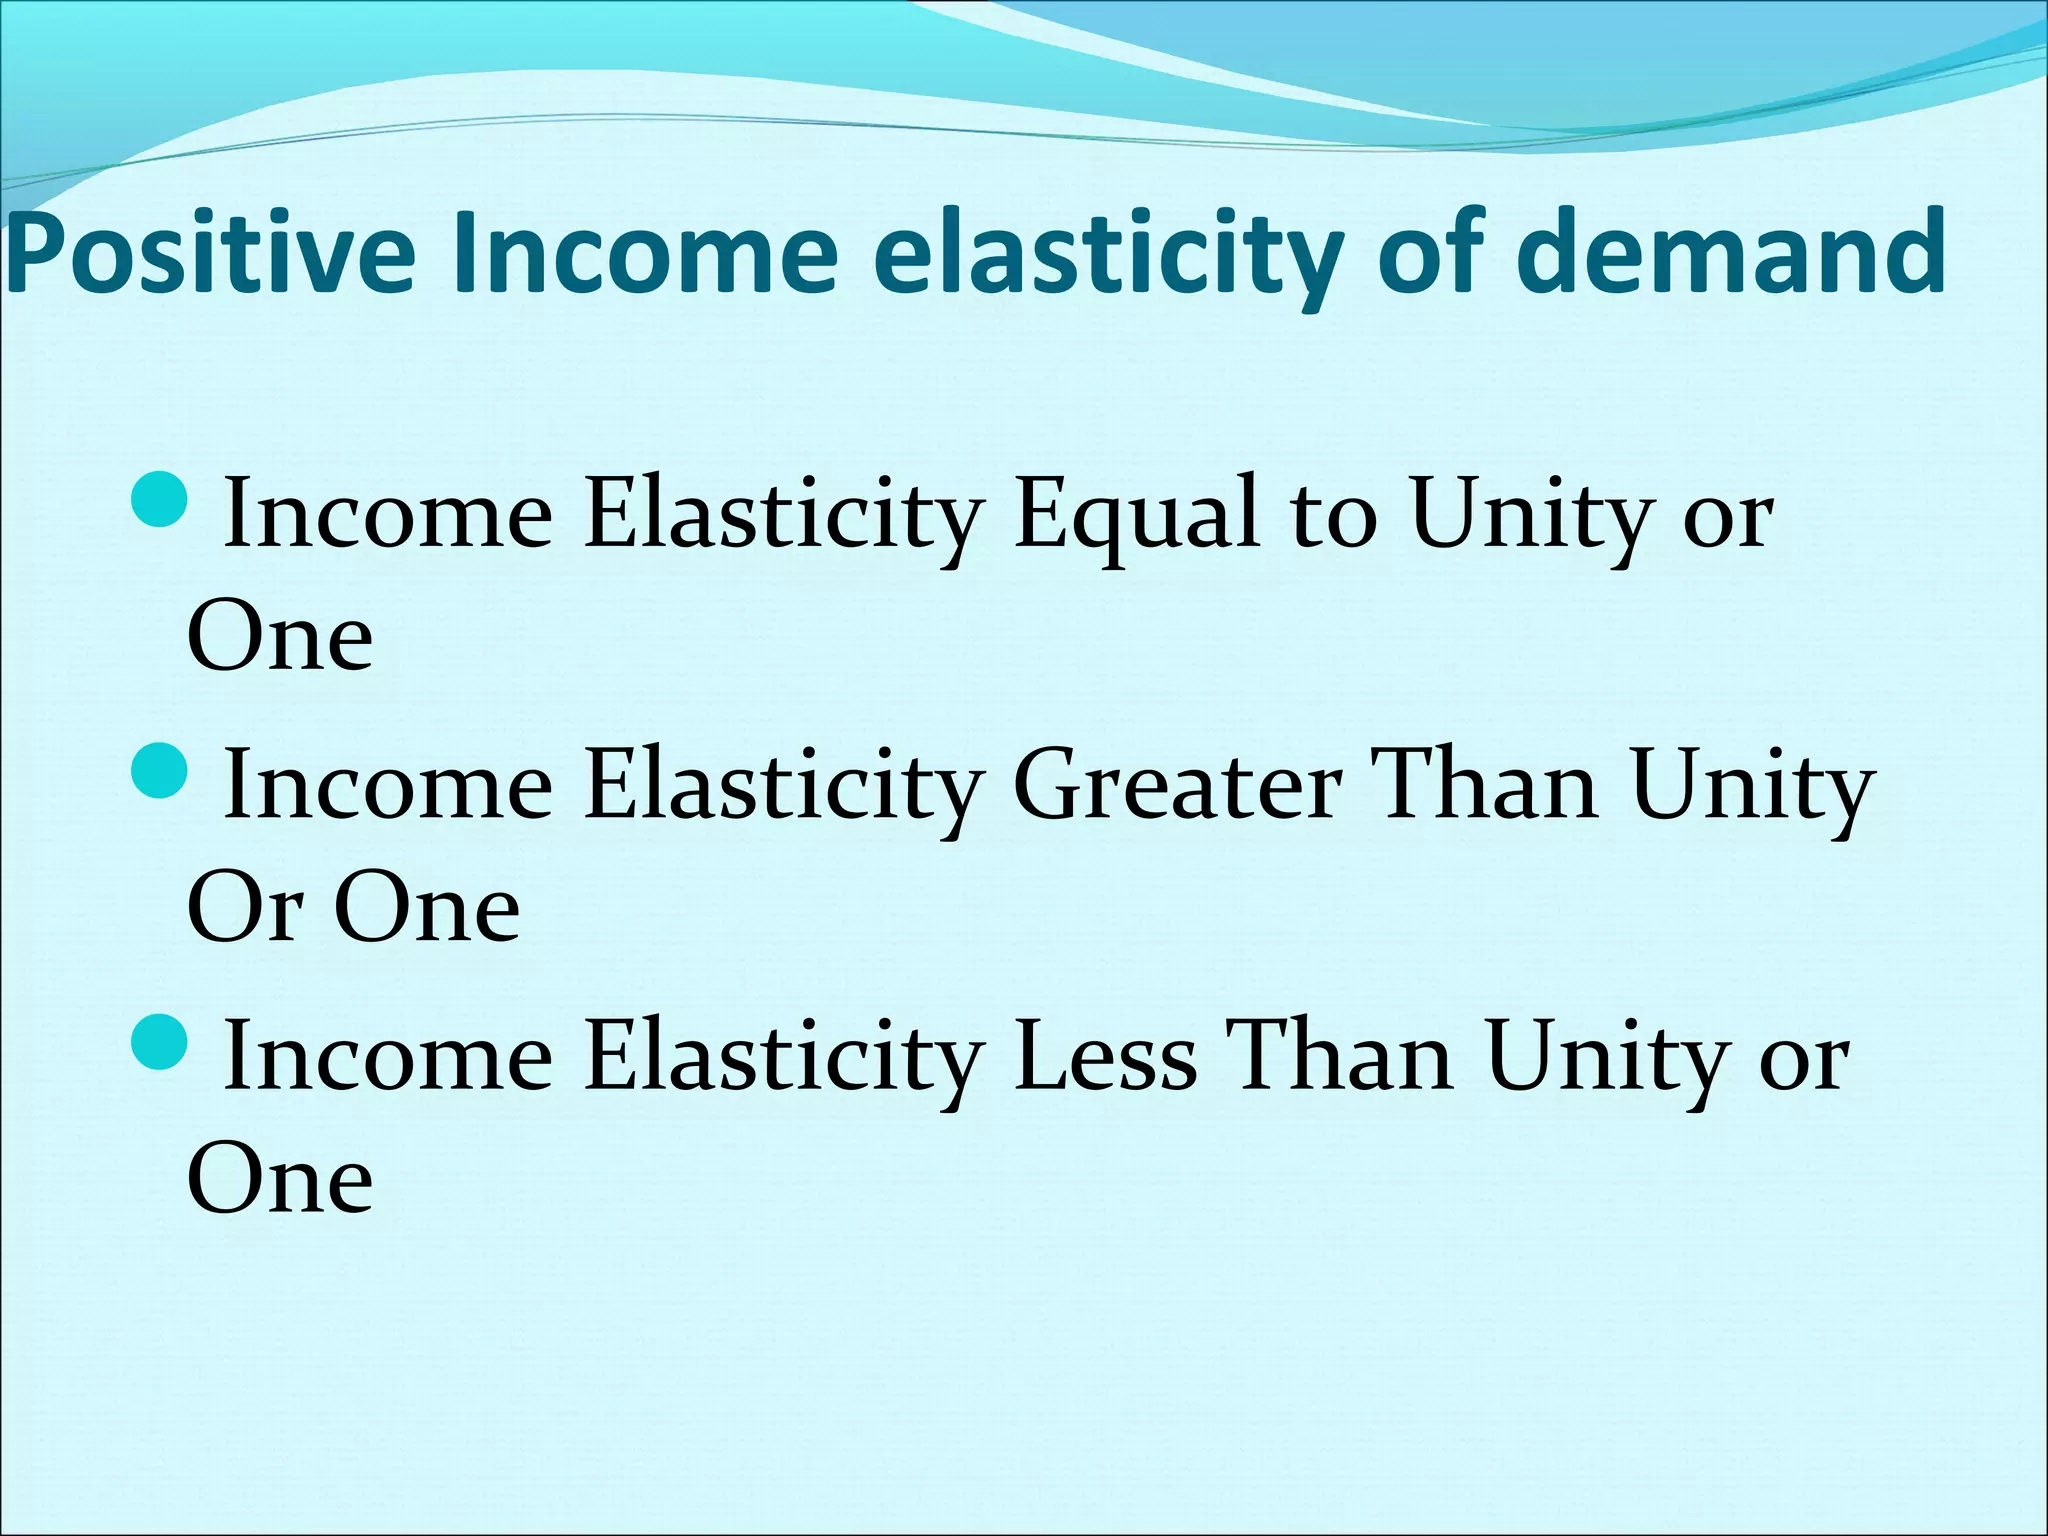 Positive Income elasticity of demand
Income Elasticity Equal to Unity or
One
Income Elasticity Greater Than Unity
Or One
Income Elasticity Less Than Unity or
One